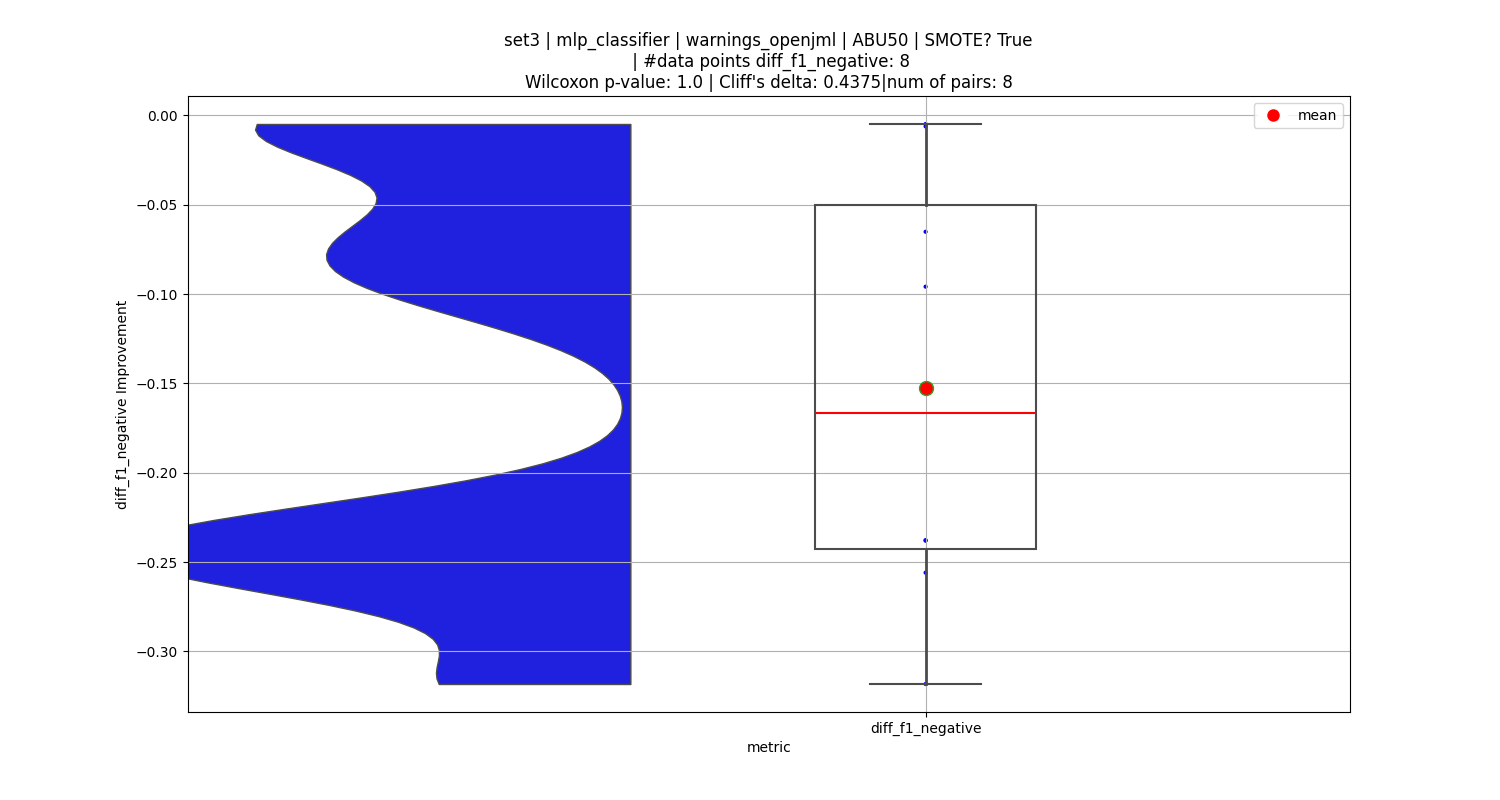 set3 | mlp_classifier | warnings_openjml | ABU50 | SMOTE? True
| #data points diff_f1_negative: 8
Wilcoxon p-value: 1.0 | Cliff's delta: 0.4375|num of pairs: 8
mean
0.00
−0.05
−0.10
−0.15
−0.20
−0.25
−0.30
diff_f1_negative Improvement
diff_f1_negative
metric